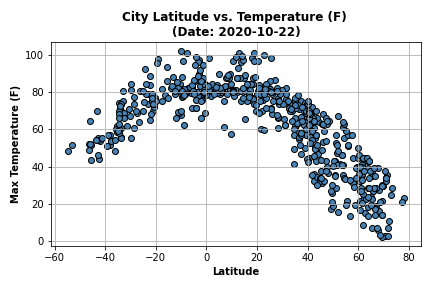 City Latitude vs. Temperature (F)
(Date: 2020-10-22)
100
80
60
40
20
0
Max Temperature (F)
−60 −40 −20 0 20 40 60 80
Latitude